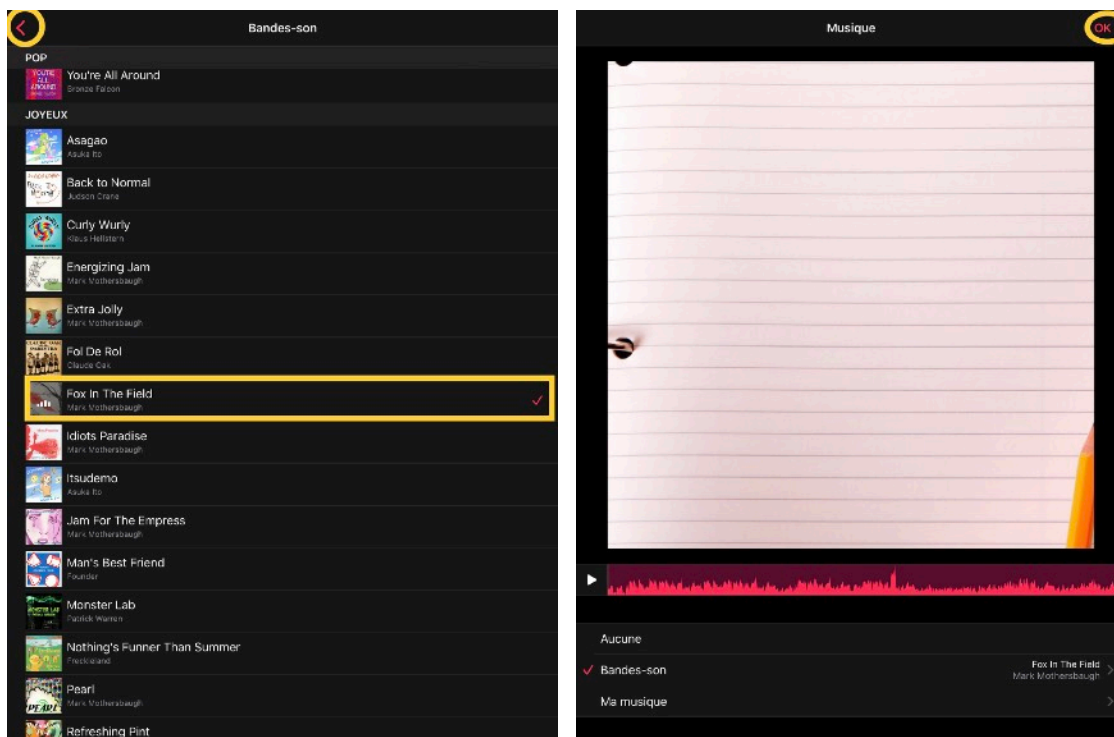 Bandes-son
POP
You're All Around
Bronze Falcon
JOYEUX
Asagao
Asuka Ito
Back to Normal
Judson Crane
Curly Wurly
Klaus Hellstern
Energizing Jam
Mark Mothersbaugh
Extra Jolly
Mark Mothersbaugh
Fol De Rol
Claude Oak
Fox In The Field
Mark Mothersbaugh
Idiots Paradise
Mark Mothersbaugh
Itsudemo
Asuka Ito
Jam For The Empress
Mark Mothersbaugh
Man's Best Friend
Founder
Monster Lab
Patrick Warren
Nothing's Funner Than Summer
Freckleland
Pearl
Mark Mothersbaugh
Refreshing Pint
Musique
OK
Aucune
Bandes-son
Fox In The Field
Mark Mothersbaugh
Ma musique